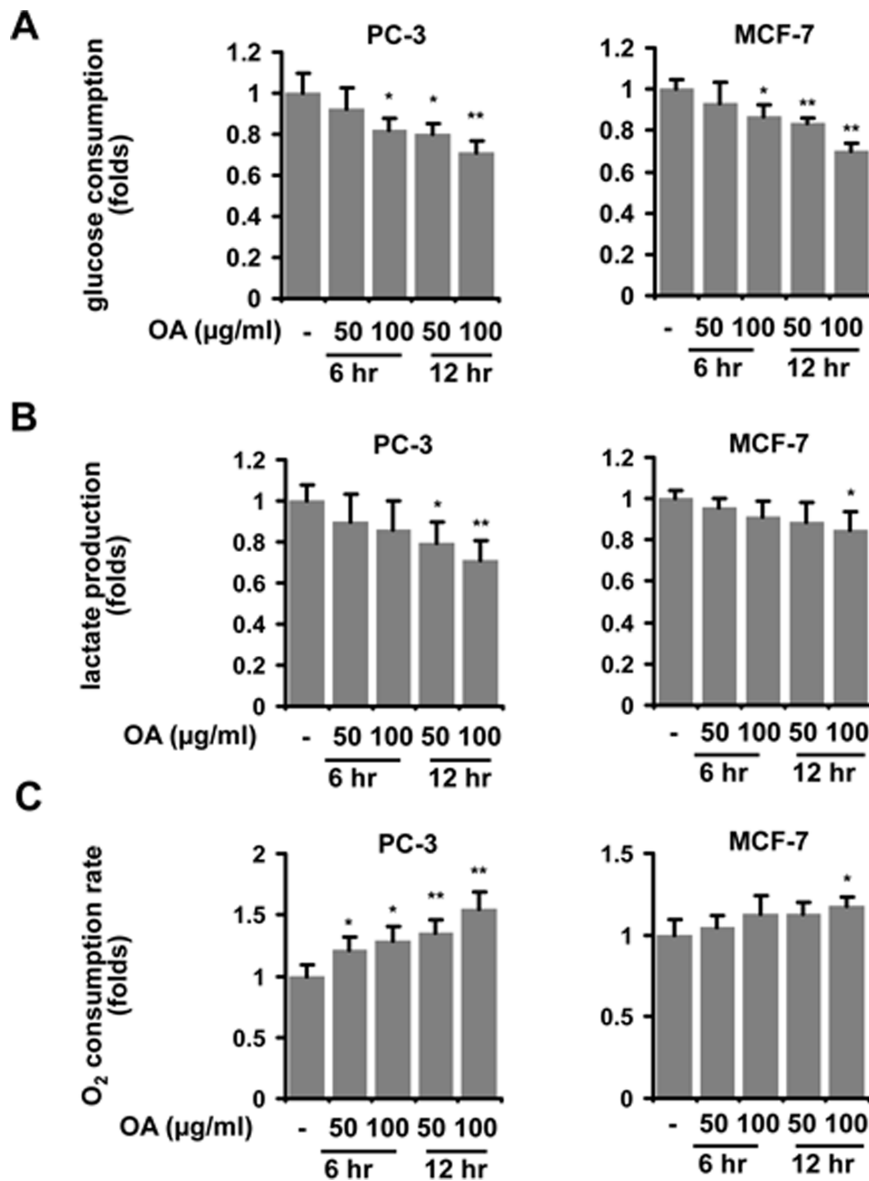 A
PC-3
MCF-7
glucose consumption
(folds)
1.2
1
0.8
0.6
0.4
0.2
0
* * **
1.2
1
0.8
0.6
0.4
0.2
0
* ** **
OA (µg/ml) - 50 100 50 100
6 hr 12 hr
- 50 100 50 100
6 hr 12 hr
B
PC-3
MCF-7
lactate production
(folds)
1.2
1
0.8
0.6
0.4
0.2
0
* **
1.2
1
0.8
0.6
0.4
0.2
0
*
OA (µg/ml) - 50 100 50 100
6 hr 12 hr
- 50 100 50 100
6 hr 12 hr
C
PC-3
MCF-7
O₂ consumption rate
(folds)
2
1.5
1
0.5
0
* * ** **
1.5
1
0.5
0
*
OA (µg/ml) - 50 100 50 100
6 hr 12 hr
- 50 100 50 100
6 hr 12 hr